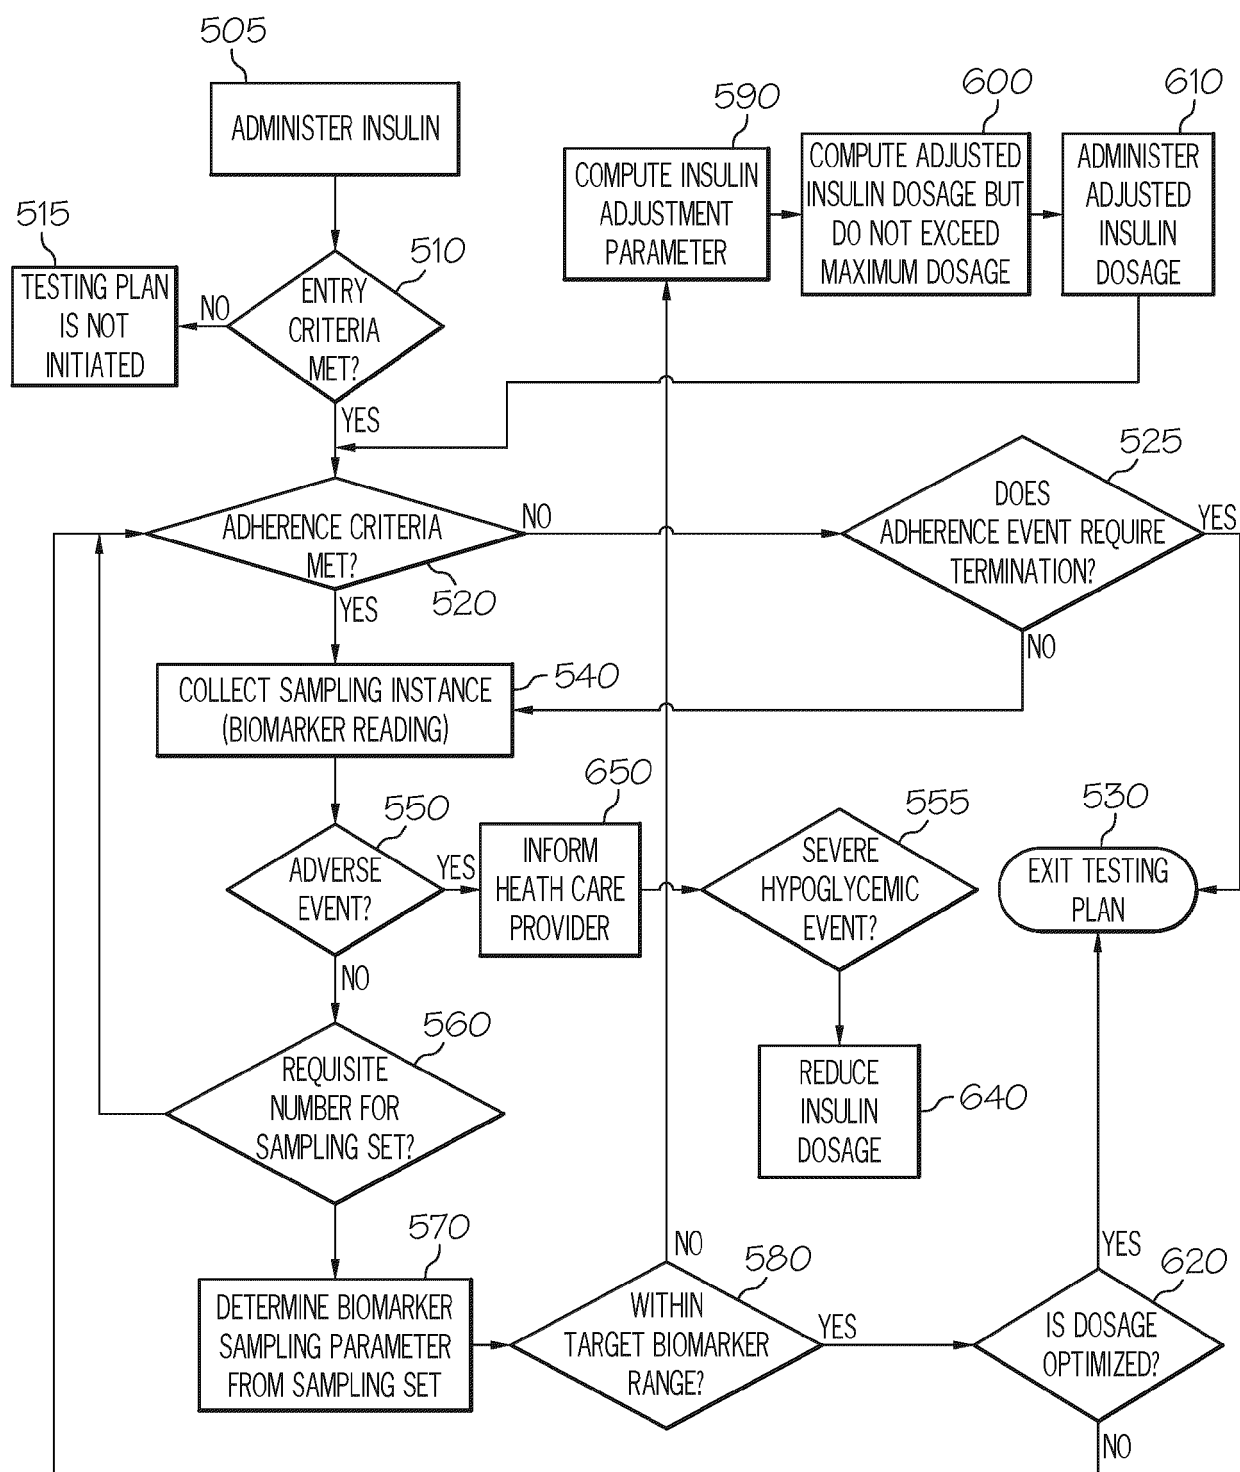 505
ADMINISTER INSULIN
590
600
610
COMPUTE INSULIN
ADJUSTMENT
PARAMETER
COMPUTE ADJUSTED
INSULIN DOSAGE BUT
DO NOT EXCEED
MAXIMUM DOSAGE
ADMINISTER
ADJUSTED
INSULIN
DOSAGE
515
TESTING PLAN
IS NOT
INITIATED
NO
510
ENTRY
CRITERIA
MET?
YES
525
DOES
ADHERENCE EVENT REQUIRE
TERMINATION?
YES
NO
ADHERENCE CRITERIA
MET?
NO
520
YES
COLLECT SAMPLING INSTANCE
(BIOMARKER READING)
540
550
ADVERSE
EVENT?
YES
650
INFORM
HEATH CARE
PROVIDER
555
SEVERE
HYPOGLYCEMIC
EVENT?
530
EXIT TESTING
PLAN
NO
560
REQUISITE
NUMBER FOR
SAMPLING SET?
REDUCE
INSULIN
DOSAGE
640
570
DETERMINE BIOMARKER
SAMPLING PARAMETER
FROM SAMPLING SET
NO
580
WITHIN
TARGET BIOMARKER
RANGE?
YES
YES
620
IS DOSAGE
OPTIMIZED?
NO